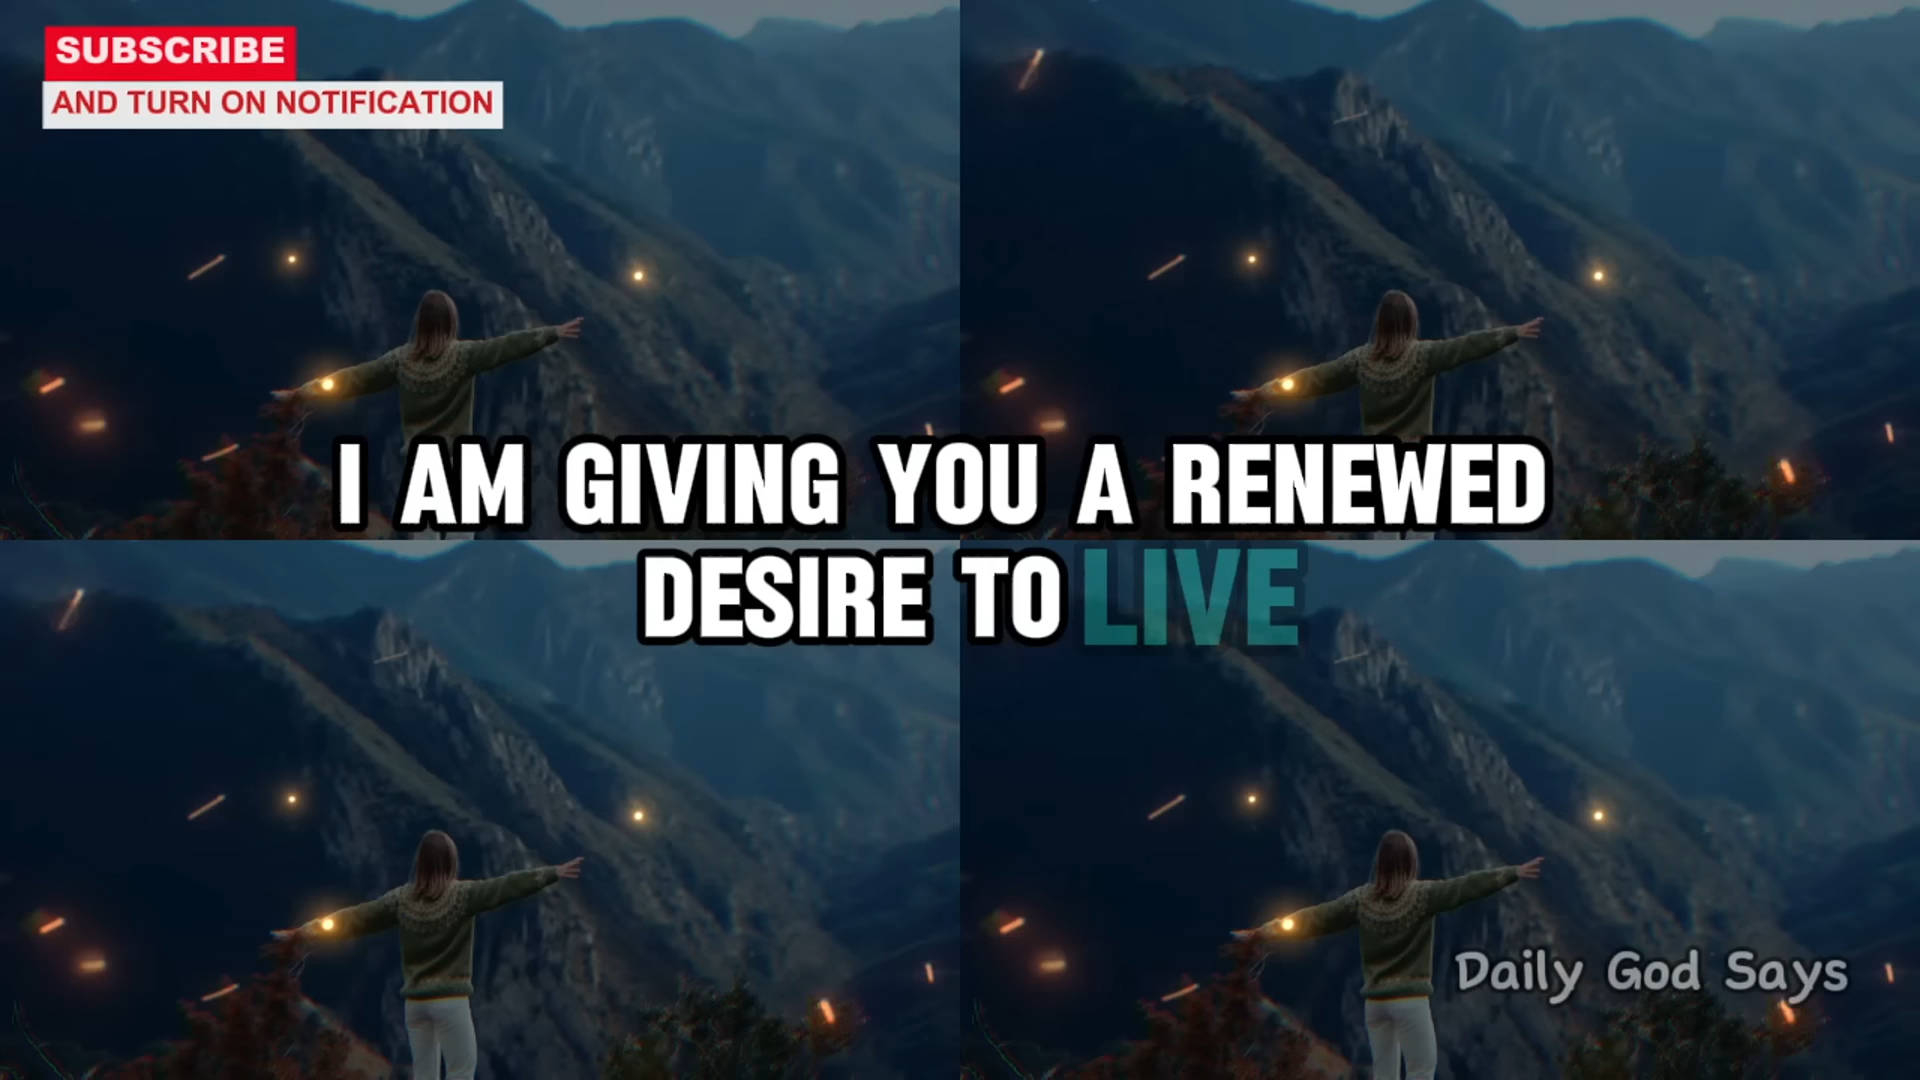 SUBSCRIBE
AND TURN ON NOTIFICATION
I AM GIVING YOU A RENEWED
DESIRE TO LIVE
Daily God Says